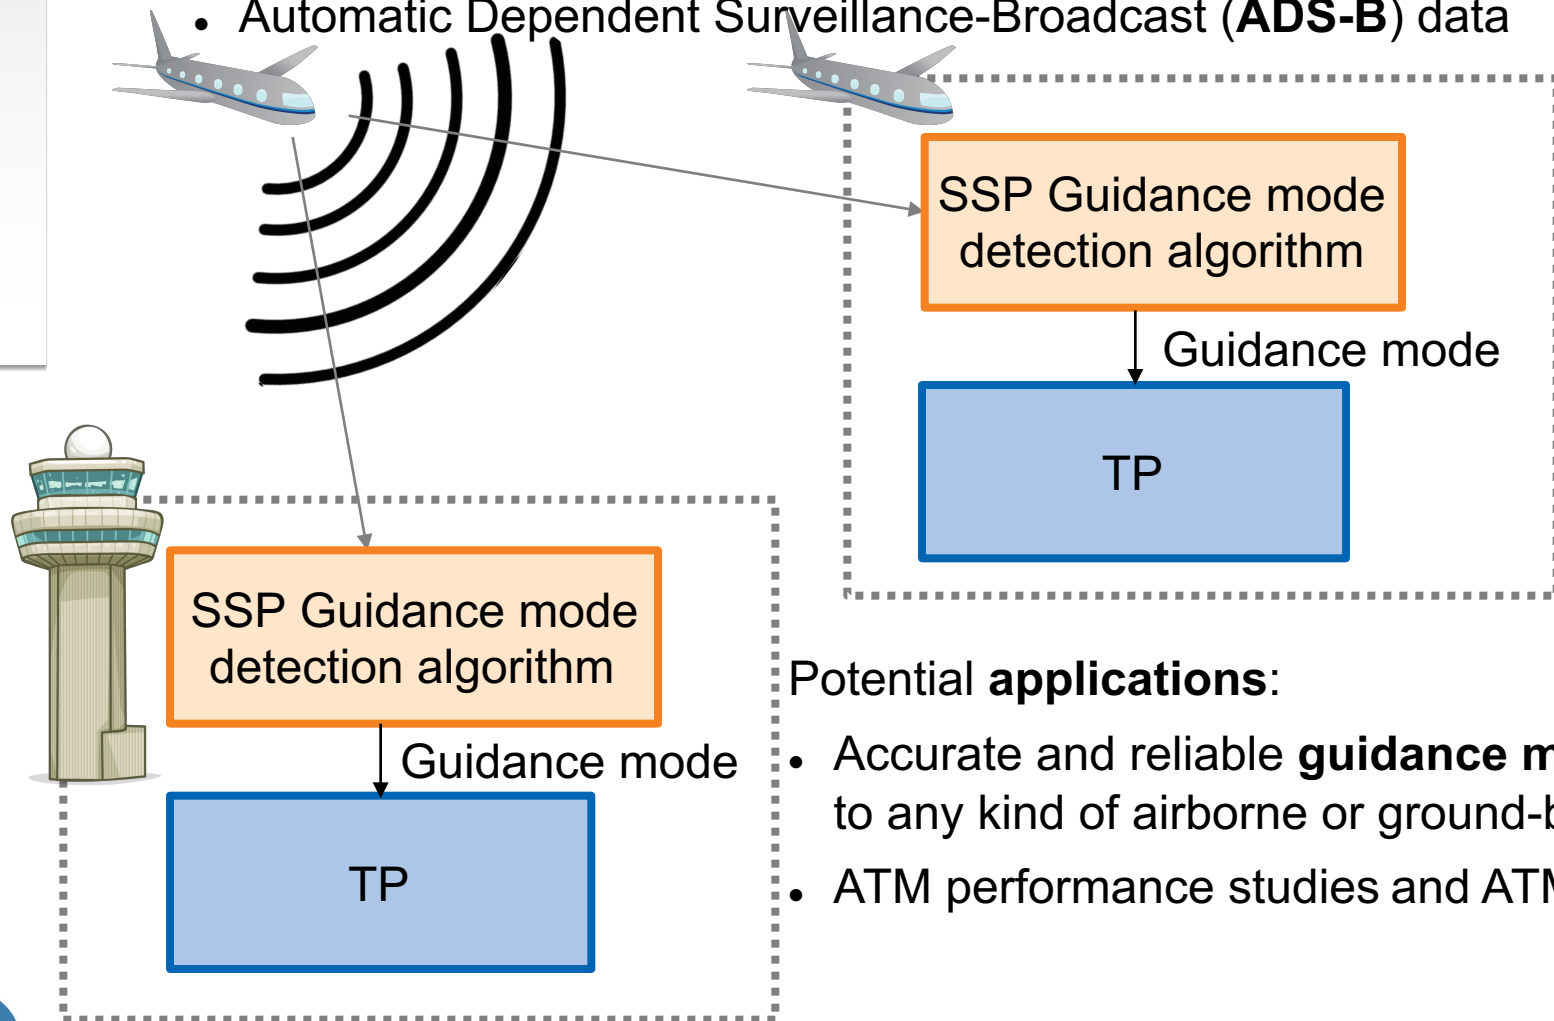 • Automatic Dependent Surveillance-Broadcast (ADS-B) data
SSP Guidance mode
detection algorithm
Guidance mode
TP
SSP Guidance mode
detection algorithm
Guidance mode
TP
Potential applications:
• Accurate and reliable guidance
to any kind of airborne or
• ATM performance studies and